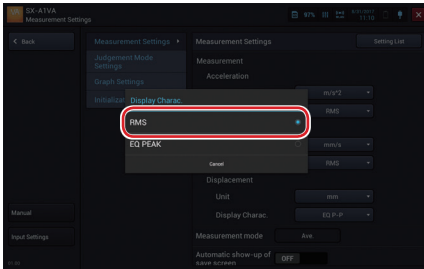 SX-A1VA
Measurement Settings
97%
11:10
< Back
Measurement Settings
Measurement Settings
Setting List
Judgement Mode
Settings
Measurement
Acceleration
Graph Settings
m/s^2
Display Charac.
RMS
RMS
EQ PEAK
mm/s
Cancel
RMS
Displacement
Unit
mm
Manual
Display Charac.
EQ P-P
Input Settings
Measurement mode
Ave.
Automatic show-up of
save screen
OFF